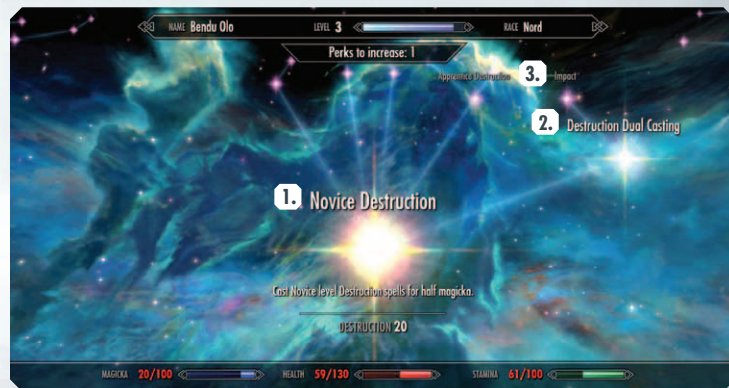 NAME Bendu Olo LEVEL 3 RACE Nord
Perks to increase: 1
Apprentice Destruction 3. Impact
2. Destruction Dual Casting
1. Novice Destruction
Cast Novice level Destruction spells for half magicka.
DESTRUCTION 20
MAGICKA 20/100 HEALTH 59/130 STAMINA 61/100